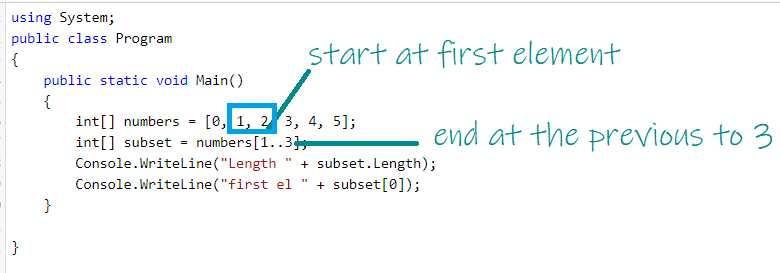 using System;
public class Program
{
start at first element
public static void Main()
{
int[] numbers = [0, 1, 2, 3, 4, 5];
int[] subset = numbers[1..3];
end at the previous to 3
Console.WriteLine("Length " + subset.Length);
Console.WriteLine("first el " + subset[0]);
}
}